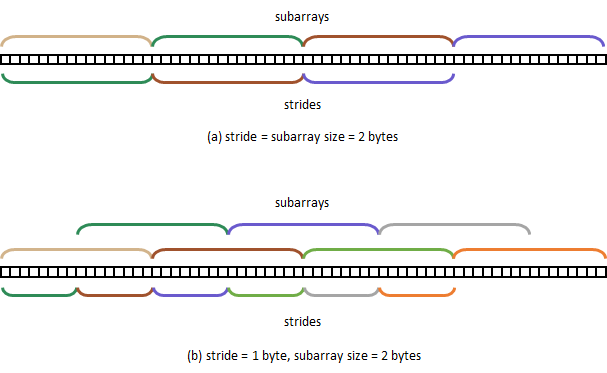 subarrays
strides
(a) stride = subarray size = 2 bytes
subarrays
strides
(b) stride = 1 byte, subarray size = 2 bytes